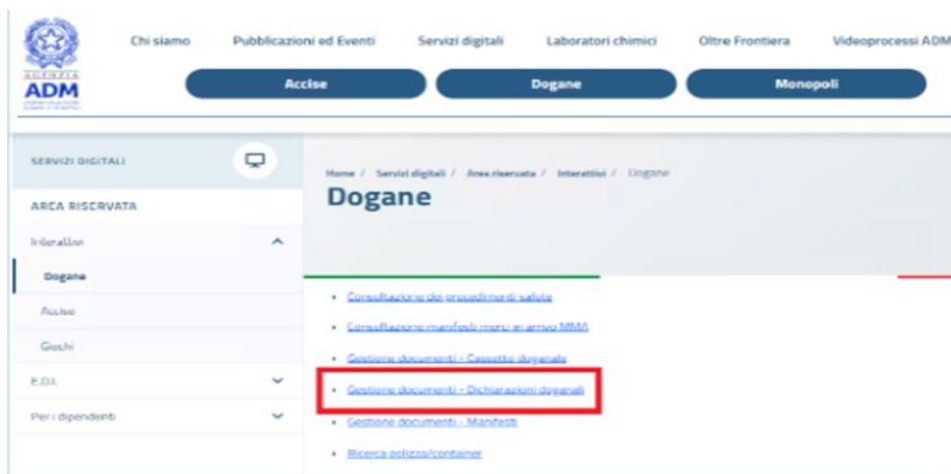 Chi siamo Pubblicazioni ed Eventi Servizi digitali Laboratori chimici Oltre Frontiera Videoprocessi ADM
AGENZIA
ADM
Accise Dogane Monopoli
SERVIZI DIGITALI
Home / Servizi digitali / Area riservata / Interattivi / Dogane
Dogane
AREA RISERVATA
Interattivi
Dogane
Accise
Giochi
E.D.I.
Per i dipendenti
Consultazione dei procedimenti salute
Consultazione manifesti merci in arrivo MMA
Gestione documenti - Cassetto doganale
Gestione documenti - Dichiarazioni doganali
Gestione documenti - Manifesti
Ricerca polizza/container